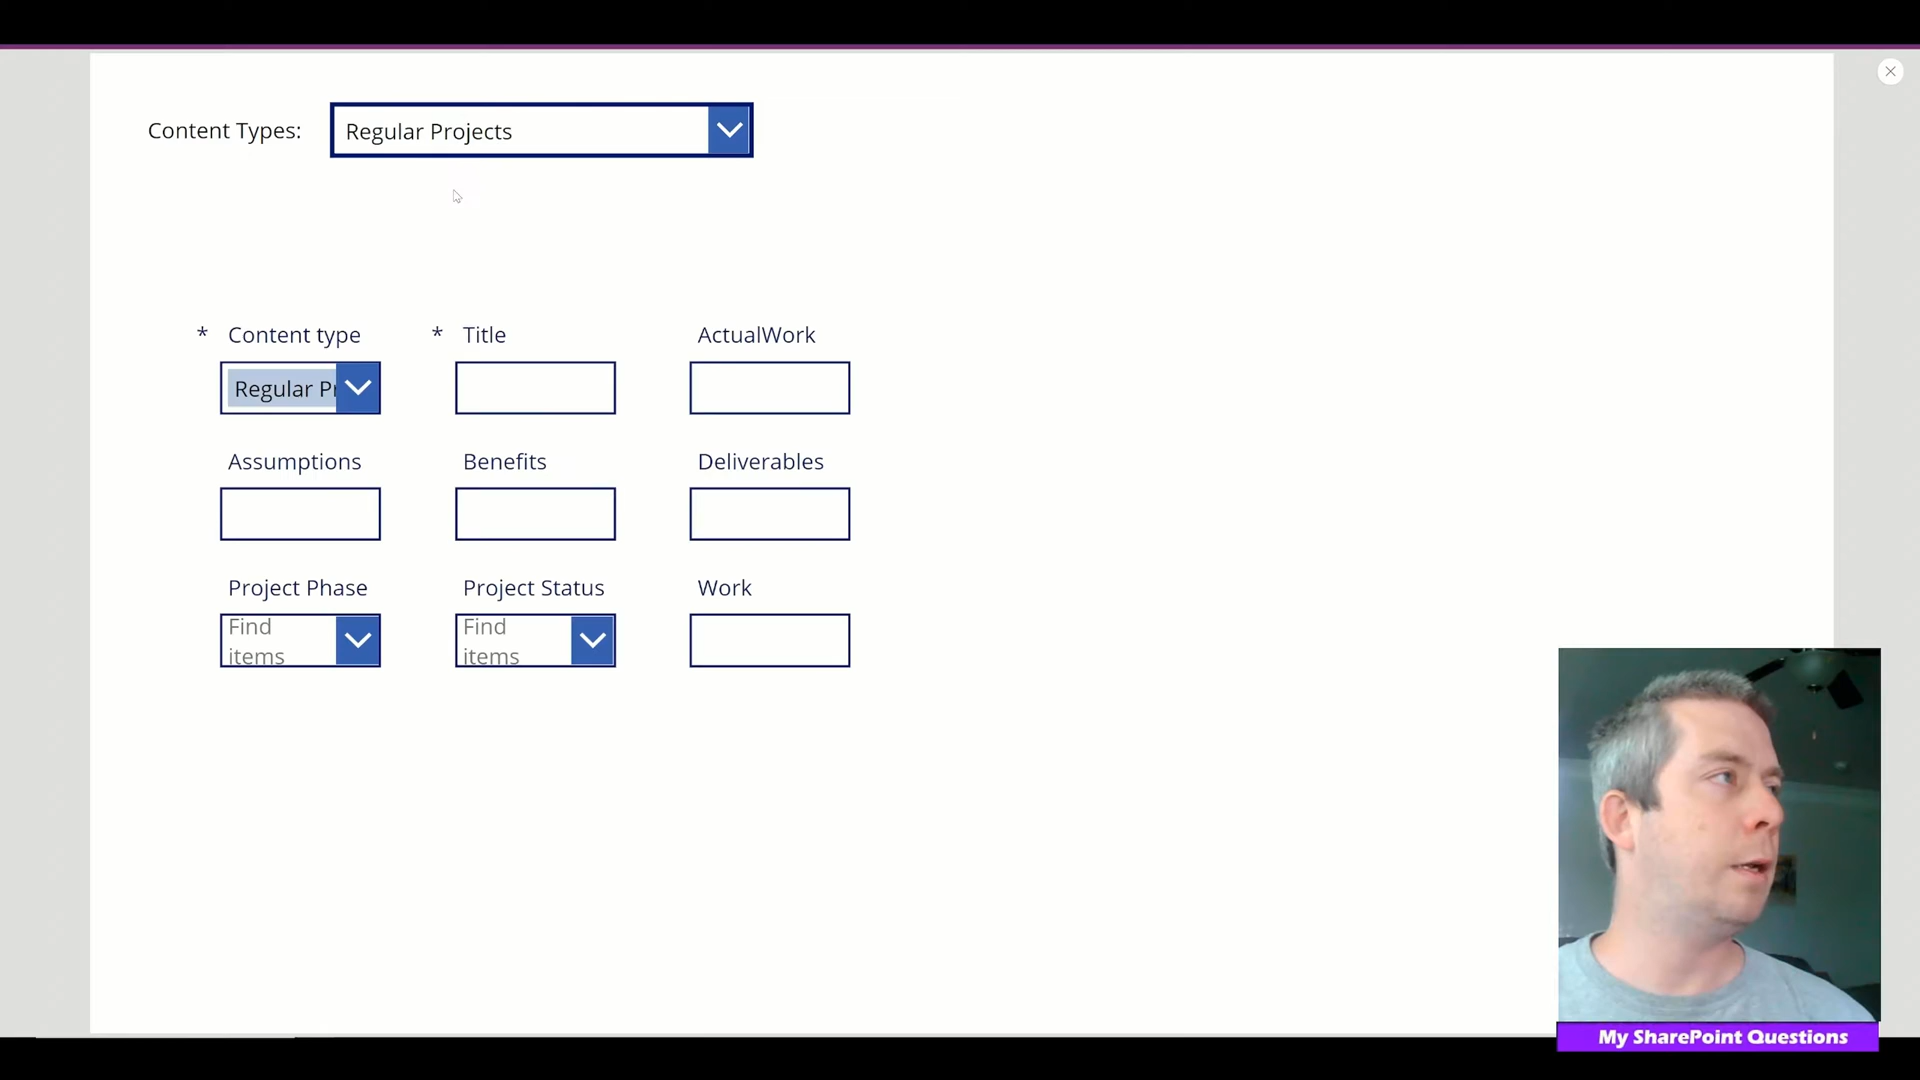 Content Types:
Regular Projects
* Content type
* Title
ActualWork
Regular Pr
Assumptions
Benefits
Deliverables
Project Phase
Project Status
Work
Find
items
Find
items
My SharePoint Questions